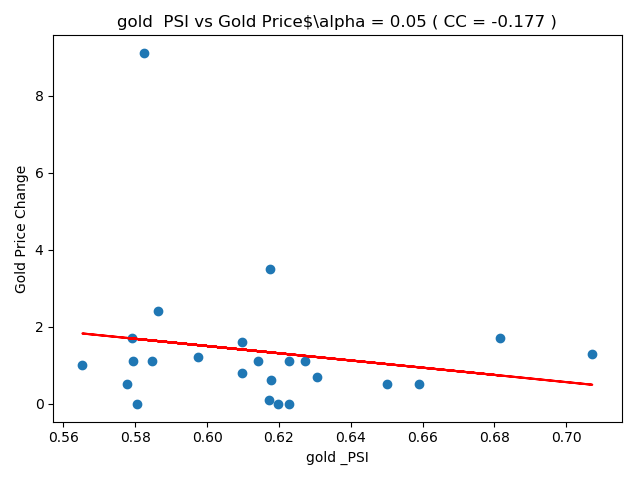 gold  PSI vs Gold Price$\alpha = 0.05 ( CC = -0.177 )
Gold Price Change
8
6
4
2
0
0.56 0.58 0.60 0.62 0.64 0.66 0.68 0.70
gold _PSI